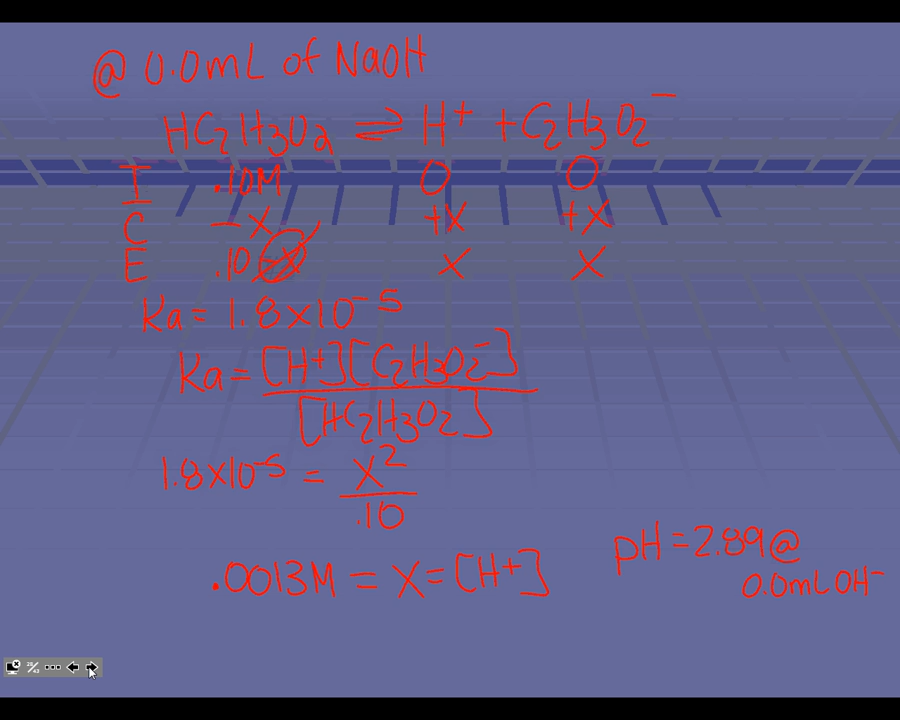 @ 0.0mL of NaOH
HC2H3O2 ⇌ H+ + C2H3O2−
I .10M 0 0
C −X +X +X
E .10 -X X X
Ka = 1.8x10-5
Ka = [H+][C2H3O2-]
[HC2H3O2]
1.8x10-5 = X2
.10
.0013M = X = [H+]
pH = 2.89 @
0.0mL OH-